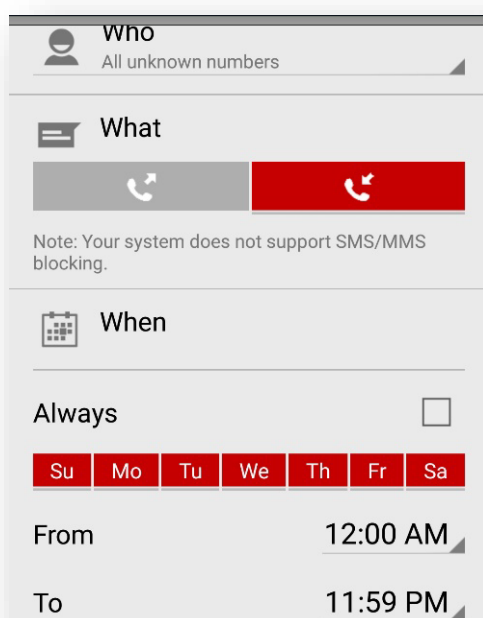 Who
All unknown numbers
What
Note: Your system does not support SMS/MMS
blocking.
When
Always
Su Mo Tu We Th Fr Sa
From 12:00 AM
To 11:59 PM